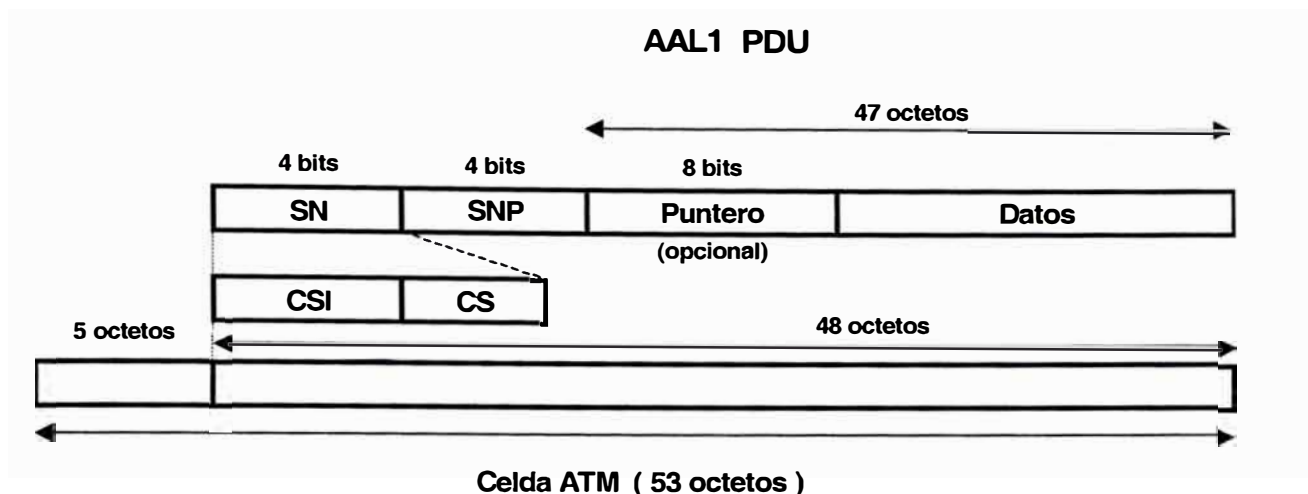 AAL1 PDU
47 octetos
4 bits 4 bits 8 bits
SN SNP Puntero Datos
(opcional)
CSI CS
5 octetos 48 octetos
Celda ATM ( 53 octetos )